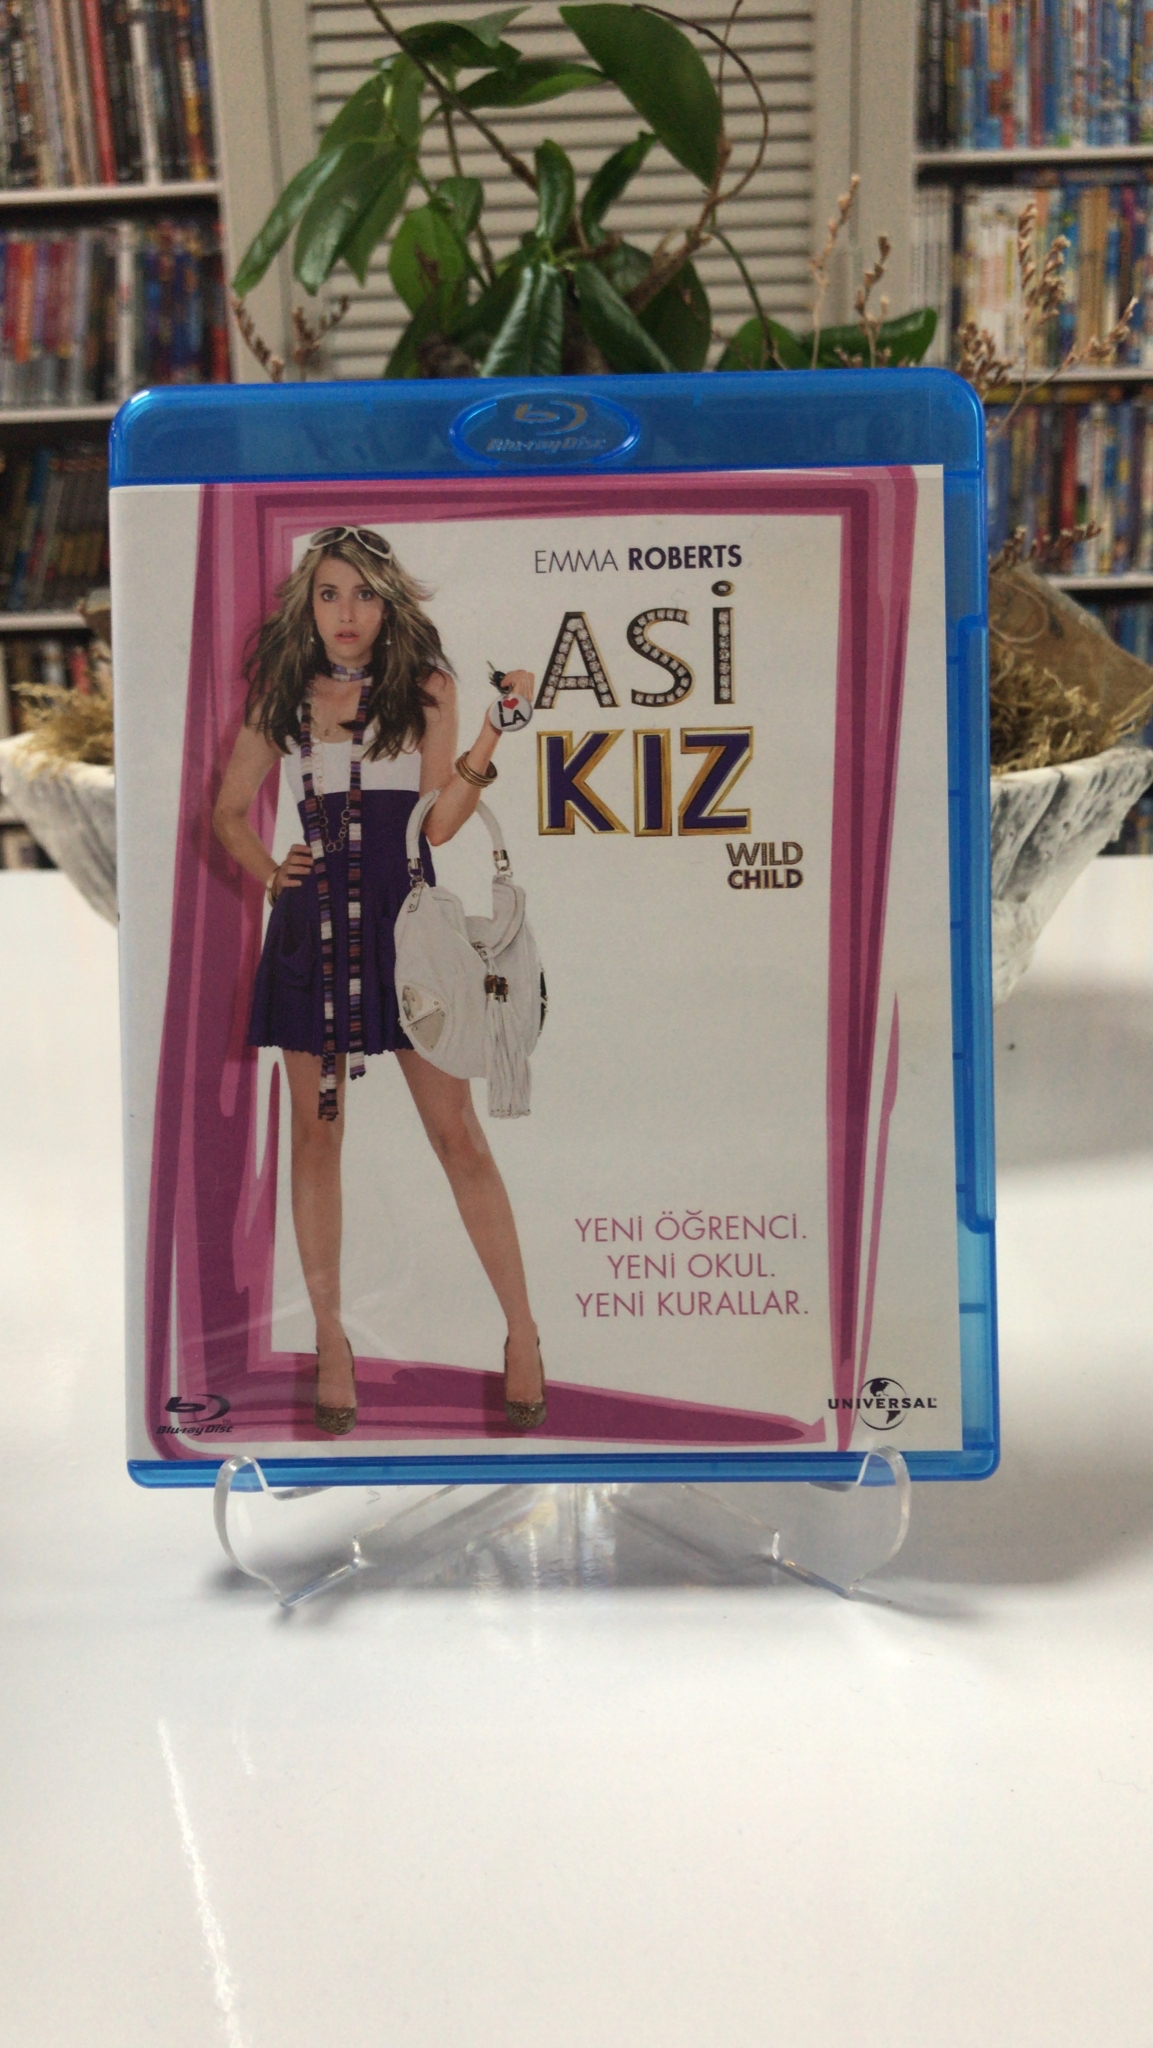 Blu-ray Disc
EMMA ROBERTS
ASİ
KIZ
WILD
CHILD
I ♥
LA
YENİ ÖĞRENCİ.
YENİ OKUL.
YENİ KURALLAR.
Blu-ray Disc
UNIVERSAL